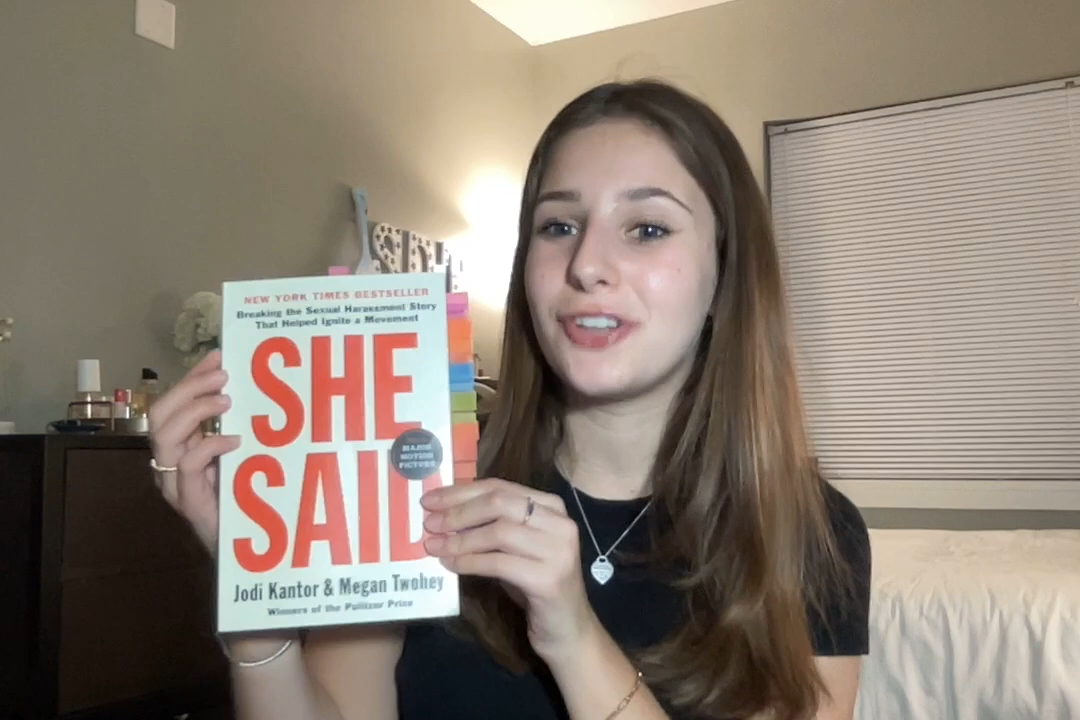 NEW YORK TIMES BESTSELLER
Breaking the Sexual Harassment Story
That Helped Ignite a Movement
SHE
SAID
MAJOR
MOTION
PICTURE
Jodi Kantor & Megan Twohey
Winners of the Pulitzer Prize